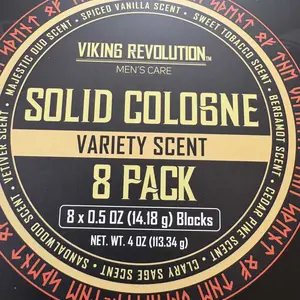 VIKING REVOLUTION™
MEN'S CARE
SOLID COLOGNE
VARIETY SCENT
8 PACK
8 x 0.5 OZ (14.18 g) Blocks
NET. WT. 4 OZ (113.34 g)
SANDALWOOD SCENT • VETIVER SCENT • MAJESTIC OUD SCENT • SPICED VANILLA SCENT • SWEET TOBACCO SCENT • BERGAMOT SCENT • CEDAR PINE SCENT • CLARY SAGE SCENT •